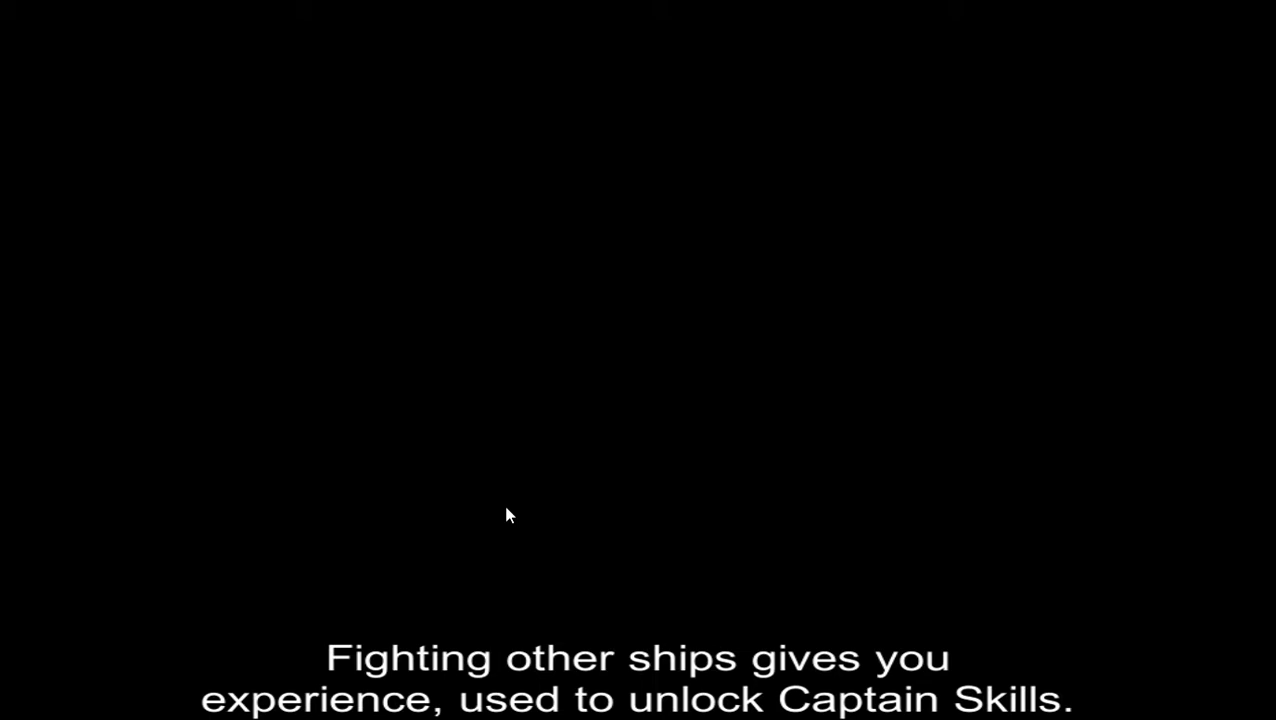 Fighting other ships gives you
experience, used to unlock Captain Skills.